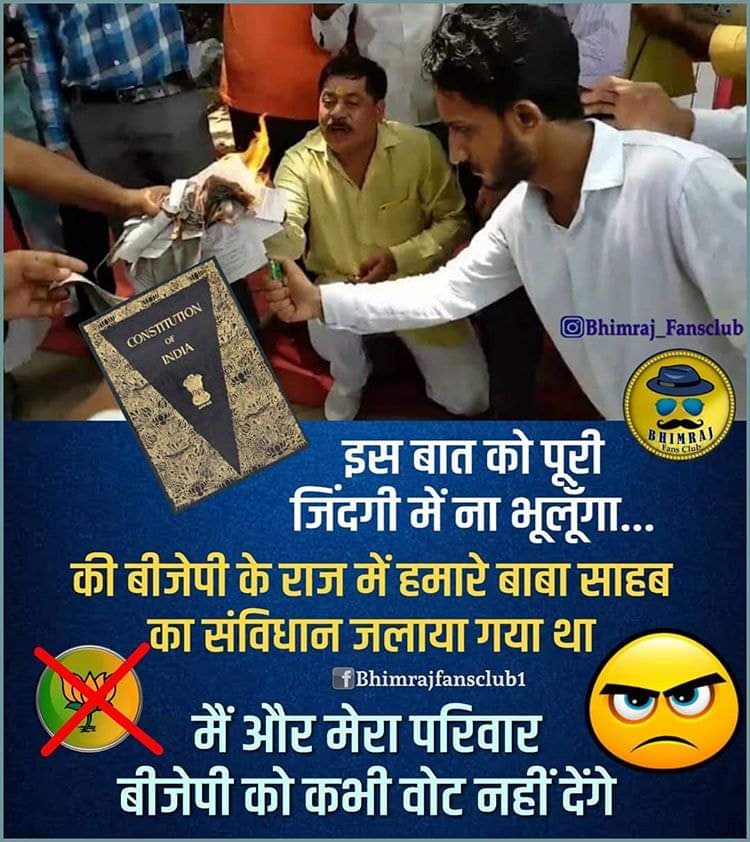 CONSTITUTION
OF
INDIA
Bhimraj_Fansclub
BHIMRAJ
Fans Club
इस बात को पूरी
जिंदगी में ना भूलूँगा...
की बीजेपी के राज में हमारे बाबा साहब
का संविधान जलाया गया था
Bhimrajfansclub1
मैं और मेरा परिवार
बीजेपी को कभी वोट नहीं देंगे